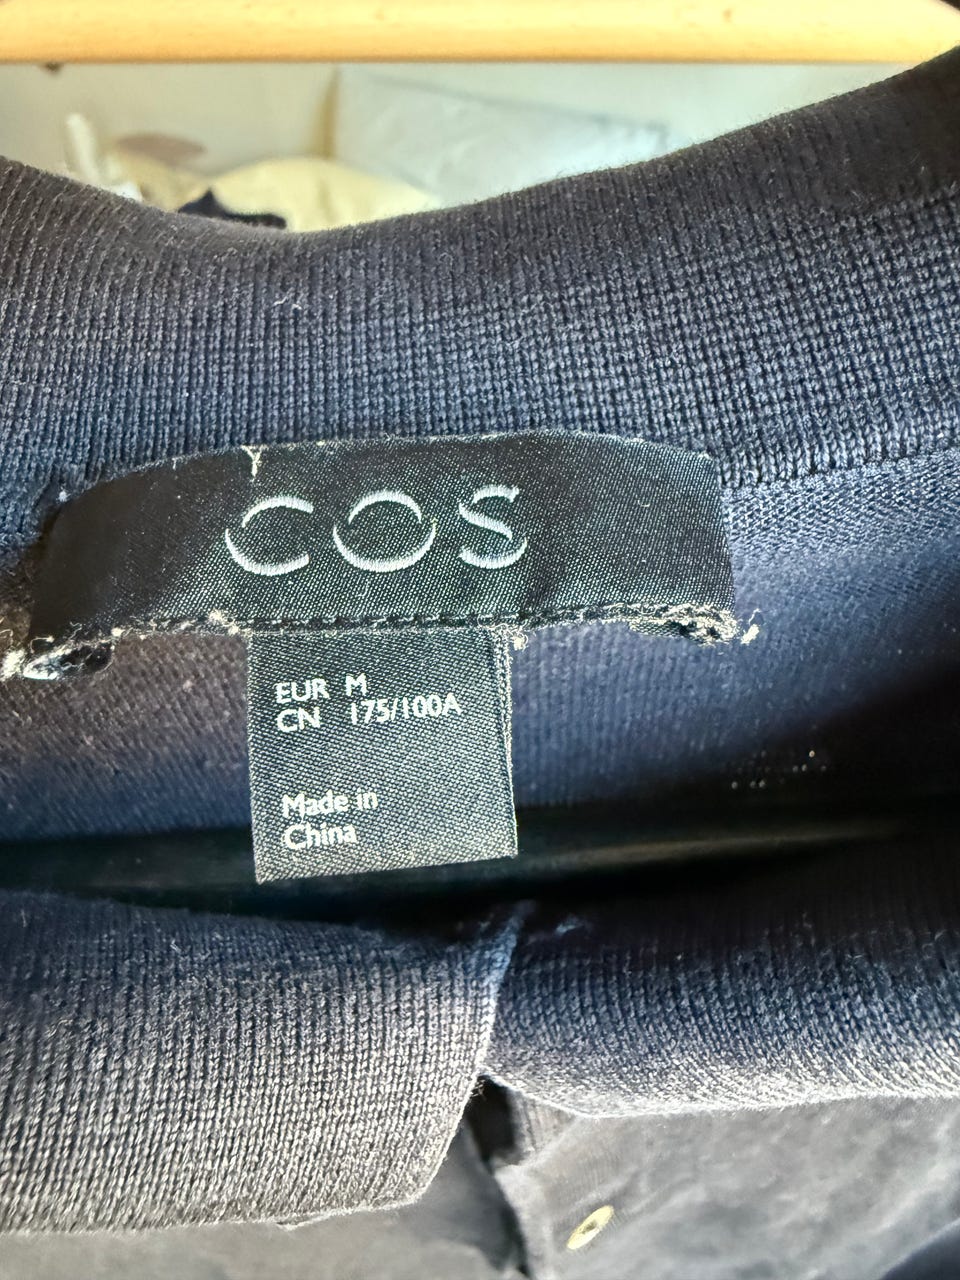 COS
EUR M
CN 175/100A
Made in
China